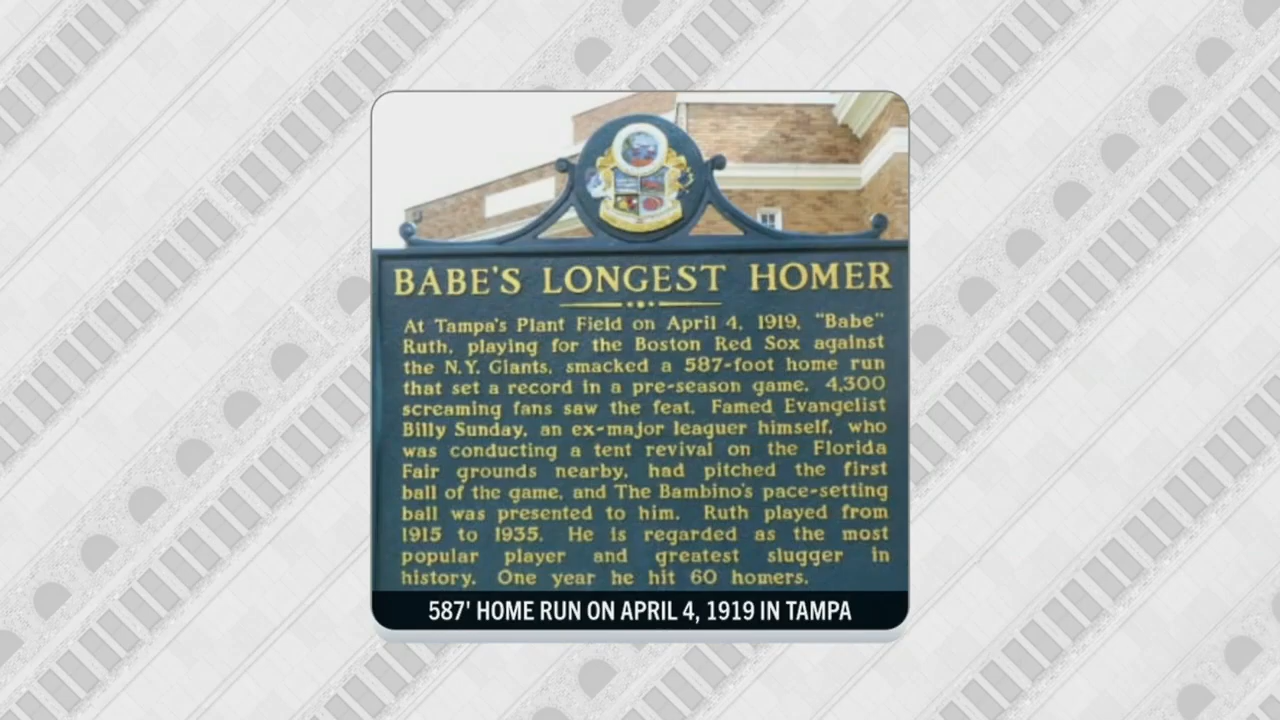 BABE'S LONGEST HOMER
At Tampa's Plant Field on April 4, 1919, "Babe"
Ruth, playing for the Boston Red Sox against
the N.Y. Giants, smacked a 587-foot home run
that set a record in a pre-season game. 4,300
screaming fans saw the feat. Famed Evangelist
Billy Sunday, an ex-major leaguer himself, who
was conducting a tent revival on the Florida
Fair grounds nearby, had pitched the first
ball of the game, and The Bambino's pace-setting
ball was presented to him. Ruth played from
1915 to 1935. He is regarded as the most
popular player and greatest slugger in
history. One year he hit 60 homers.
587' HOME RUN ON APRIL 4, 1919 IN TAMPA